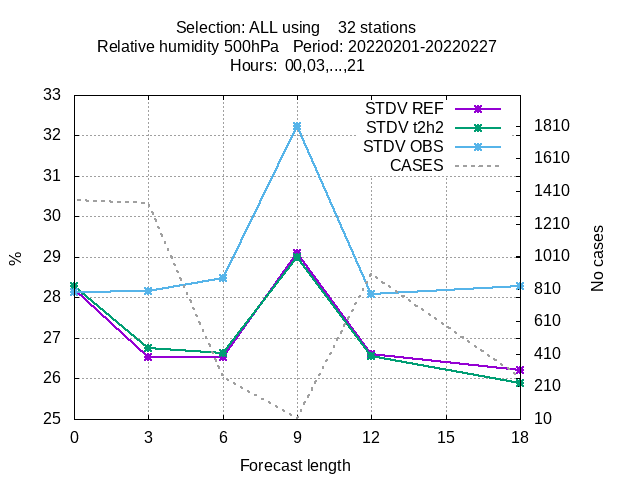 Selection: ALL using    32 stations
Relative humidity 500hPa   Period: 20220201-20220227
Hours:  00,03,...,21
33
32
31
30
29
28
27
26
25
%
STDV REF
STDV t2h2
STDV OBS
CASES
1810
1610
1410
1210
1010
810
610
410
210
10
No cases
0 3 6 9 12 15 18
Forecast length